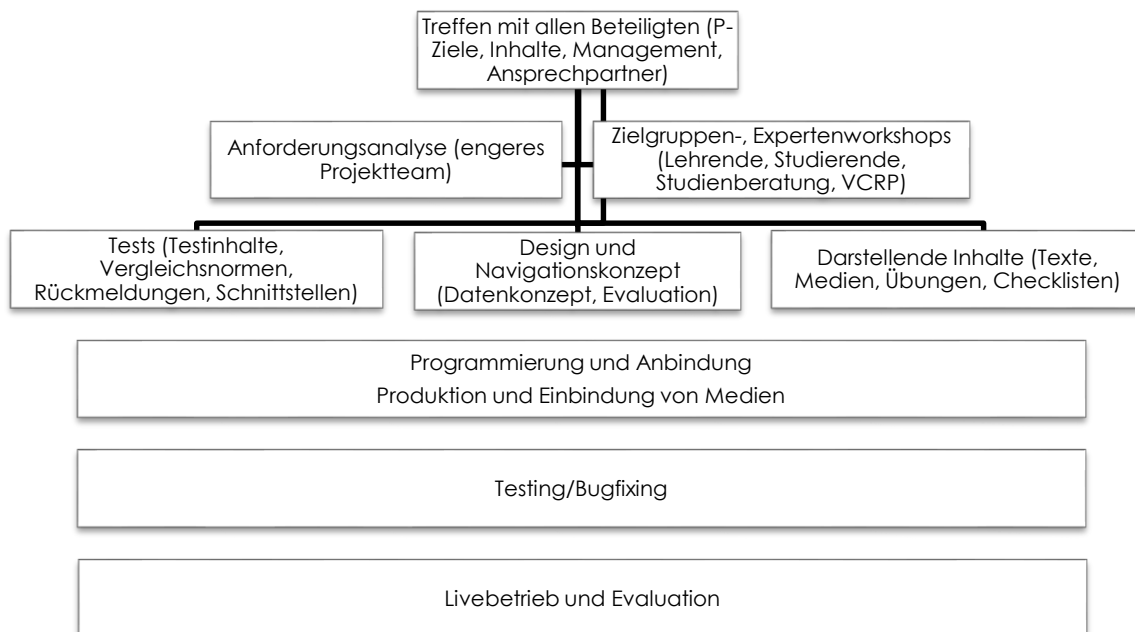 Treffen mit allen Beteiligten (P-
Ziele, Inhalte, Management,
Ansprechpartner)
Anforderungsanalyse (engeres
Projektteam)
Zielgruppen-, Expertenworkshops
(Lehrende, Studierende,
Studienberatung, VCRP)
Tests (Testinhalte,
Vergleichsnormen,
Rückmeldungen, Schnittstellen)
Design und
Navigationskonzept
(Datenkonzept, Evaluation)
Darstellende Inhalte (Texte,
Medien, Übungen, Checklisten)
Programmierung und Anbindung
Produktion und Einbindung von Medien
Testing/Bugfixing
Livebetrieb und Evaluation